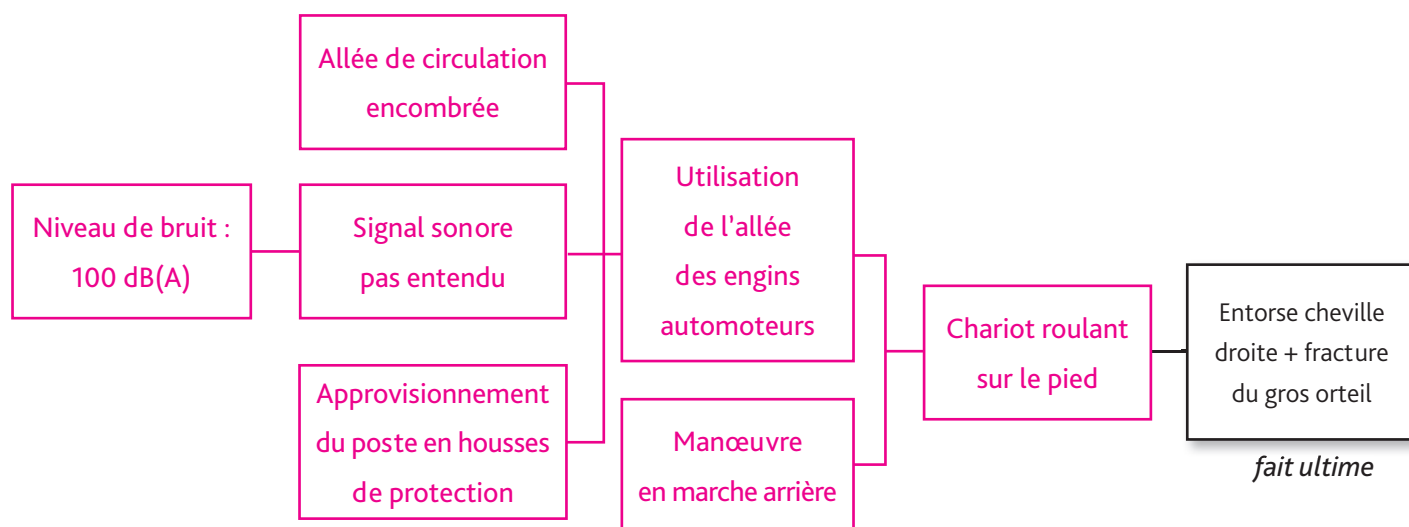 Allée de circulation
encombrée
Niveau de bruit :
100 dB(A)
Signal sonore
pas entendu
Approvisionnement
du poste en housses
de protection
Utilisation
de l’allée
des engins
automoteurs
Manœuvre
en marche arrière
Chariot roulant
sur le pied
Entorse cheville
droite + fracture
du gros orteil
fait ultime